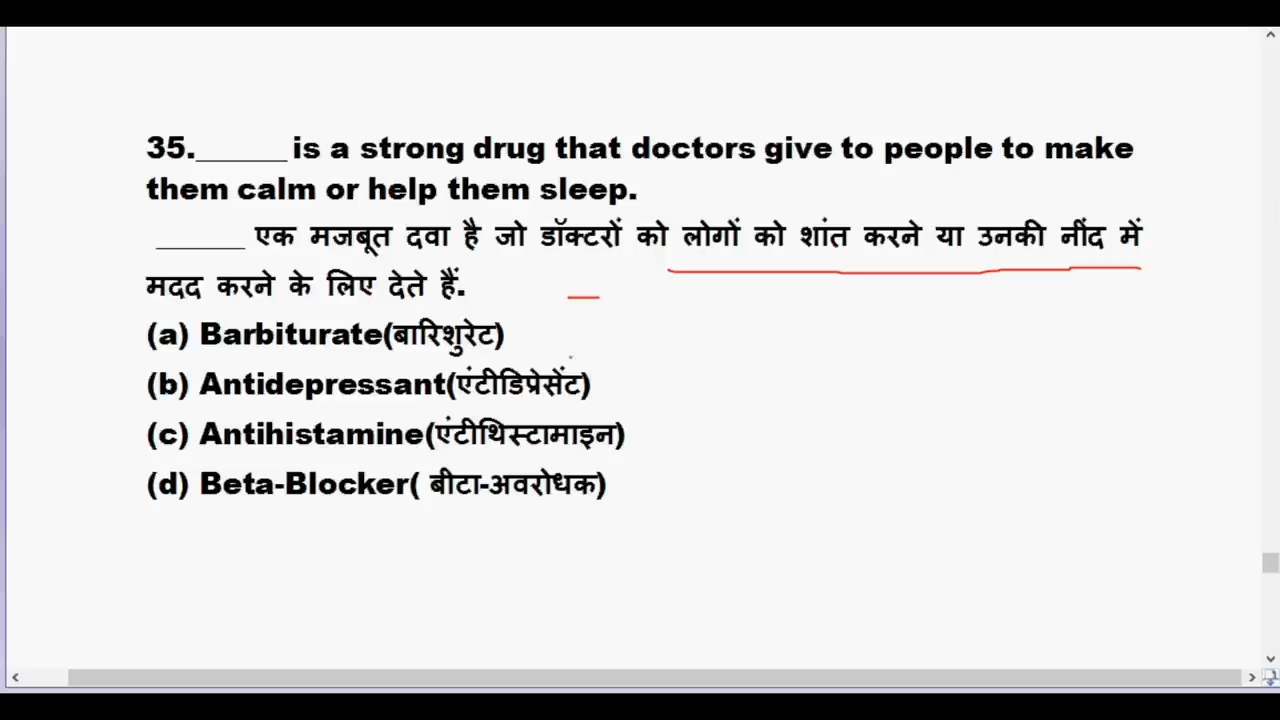 35.______ is a strong drug that doctors give to people to make
them calm or help them sleep.
______ एक मजबूत दवा है जो डॉक्टरों को लोगों को शांत करने या उनकी नींद में
मदद करने के लिए देते हैं.
(a) Barbiturate(बारिशुरेट)
(b) Antidepressant(एंटीडिप्रेसेंट)
(c) Antihistamine(एंटीथिस्टामाइन)
(d) Beta-Blocker( बीटा-अवरोधक)